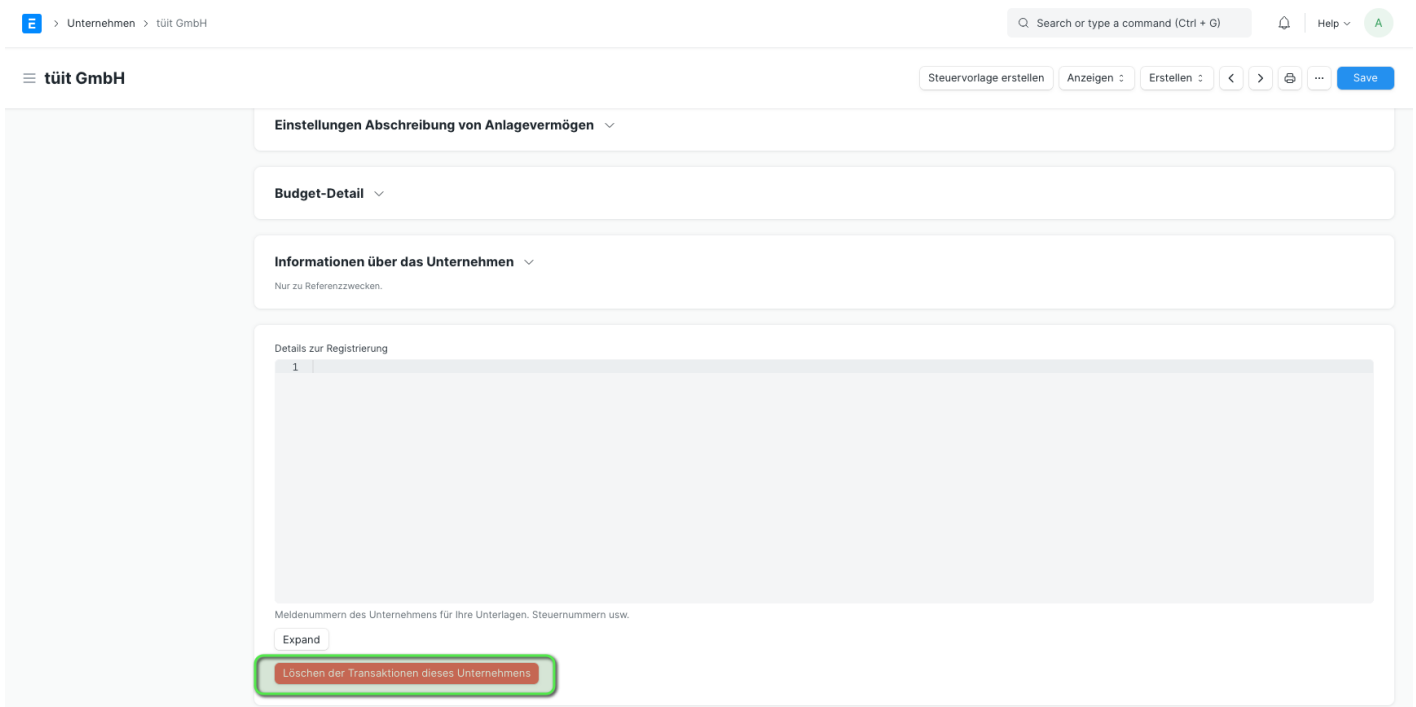 E > Unternehmen > tüit GmbH Search or type a command (Ctrl + G) Help A
tüit GmbH Steuervorlage erstellen Anzeigen Erstellen ... Save
Einstellungen Abschreibung von Anlagevermögen
Budget-Detail
Informationen über das Unternehmen
Nur zu Referenzzwecken.
Details zur Registrierung
1
Meldenummern des Unternehmens für Ihre Unterlagen. Steuernummern usw.
Expand
Löschen der Transaktionen dieses Unternehmens